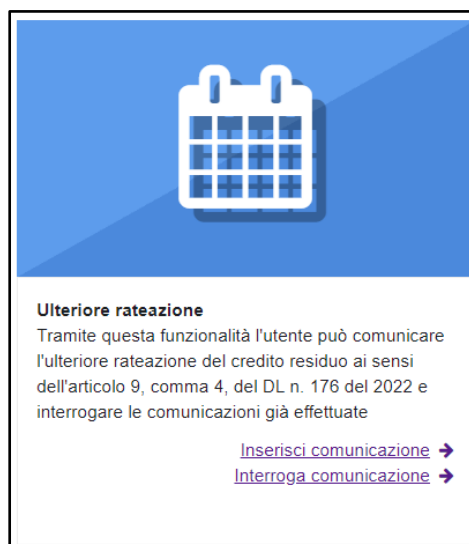 Ulteriore rateazione
Tramite questa funzionalità l'utente può comunicare
l'ulteriore rateazione del credito residuo ai sensi
dell'articolo 9, comma 4, del DL n. 176 del 2022 e
interrogare le comunicazioni già effettuate
Inserisci comunicazione →
Interroga comunicazione →